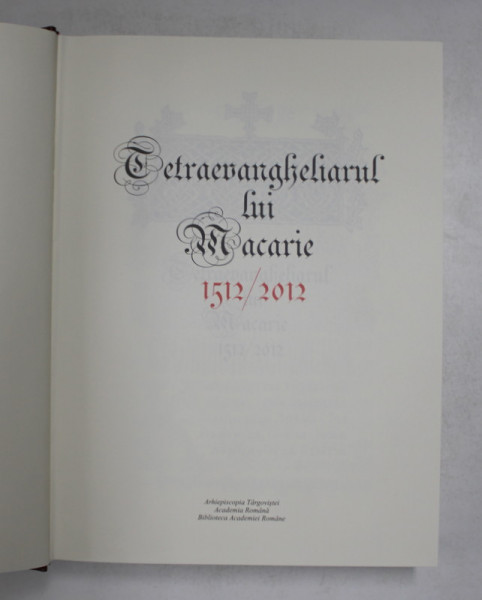 Tetraevangheliarul
lui
Macarie
1512/2012
Arhiepiscopia Târgoviștei
Academia Română
Biblioteca Academiei Române